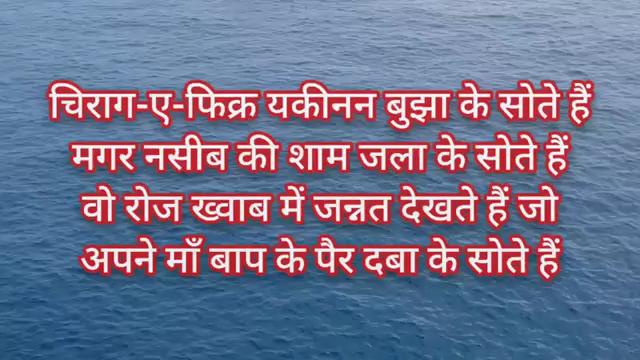 चिराग-ए-फिक्र यकीनन बुझा के सोते हैं
मगर नसीब की शाम जला के सोते हैं
वो रोज ख्वाब में जन्नत देखते हैं जो
अपने माँ बाप के पैर दबा के सोते हैं